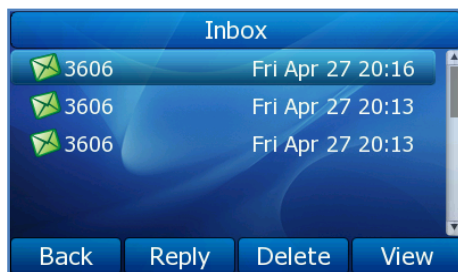 Inbox
3606 Fri Apr 27 20:16
3606 Fri Apr 27 20:13
3606 Fri Apr 27 20:13
Back Reply Delete View